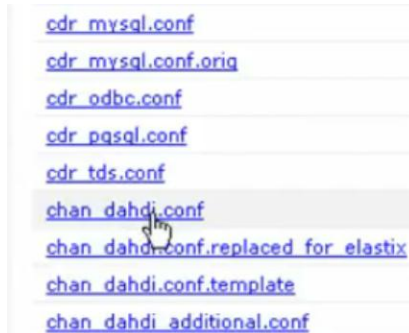 cdr_mysql.conf
cdr_mysql.conf.orig
cdr_odbc.conf
cdr_pgsql.conf
cdr_tds.conf
chan_dahdi.conf
chan_dahdi.conf.replaced_for_elastix
chan_dahdi.conf.template
chan_dahdi_additional.conf